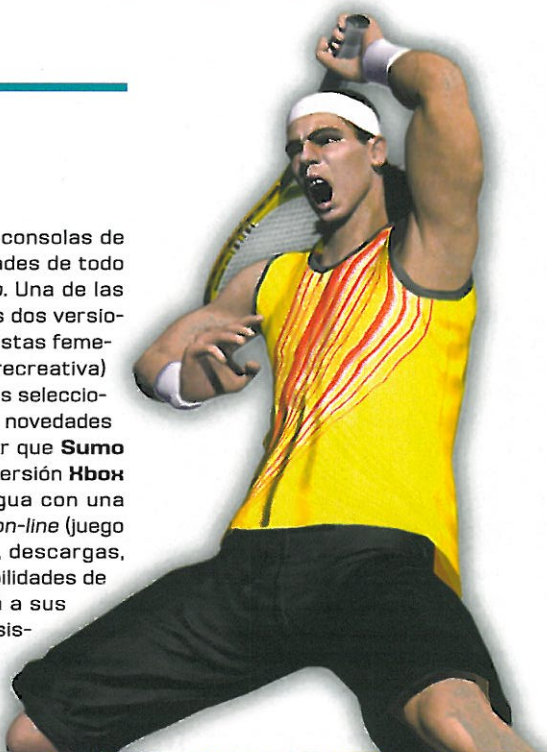 consolas de
ades de todo
o. Una de las
s dos versio-
stas feme-
recreativa)
s seleccio-
novedades
r que Sumo
ersión Xbox
gua con una
on-line (juego
, descargas,
ilidades de
a sus
sis-